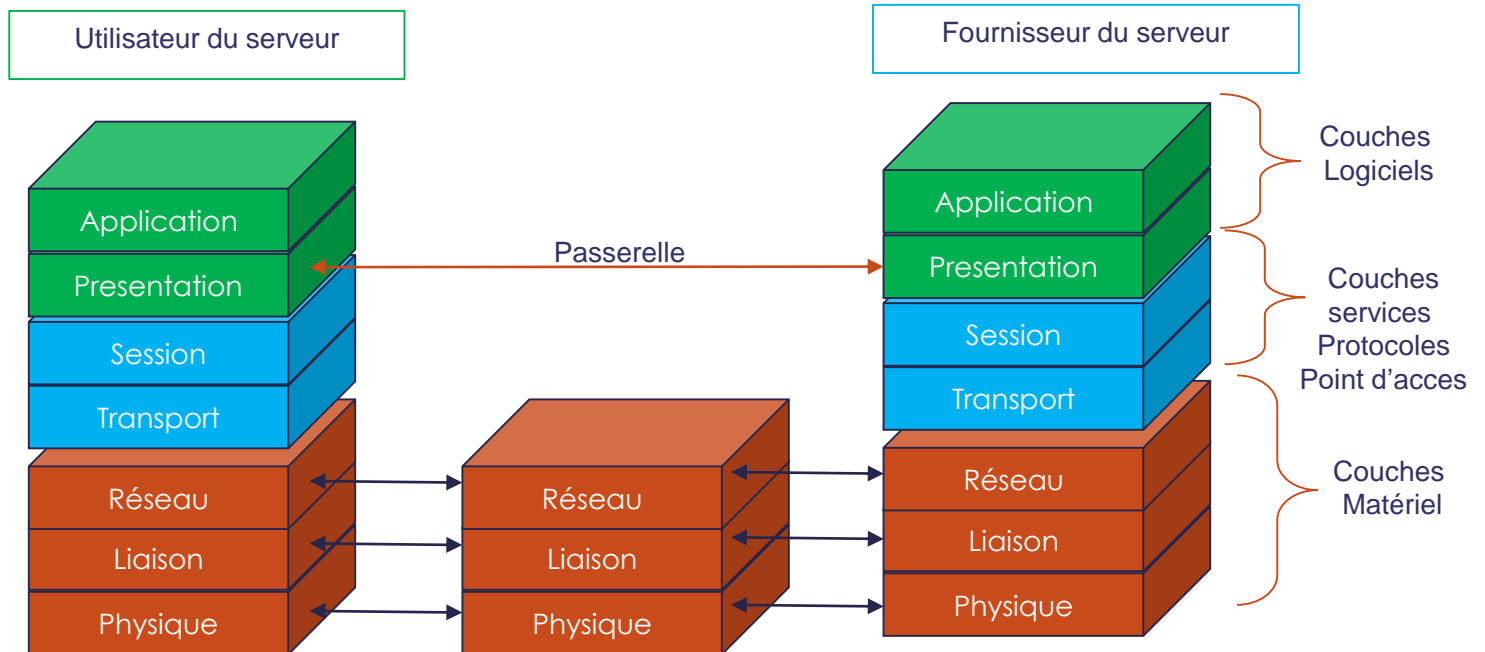 Utilisateur du serveur
Fournisseur du serveur
Application
Presentation
Session
Transport
Réseau
Liaison
Physique
Passerelle
Réseau
Liaison
Physique
Application
Presentation
Session
Transport
Réseau
Liaison
Physique
Couches
Logiciels
Couches
services
Protocoles
Point d'acces
Couches
Matériel